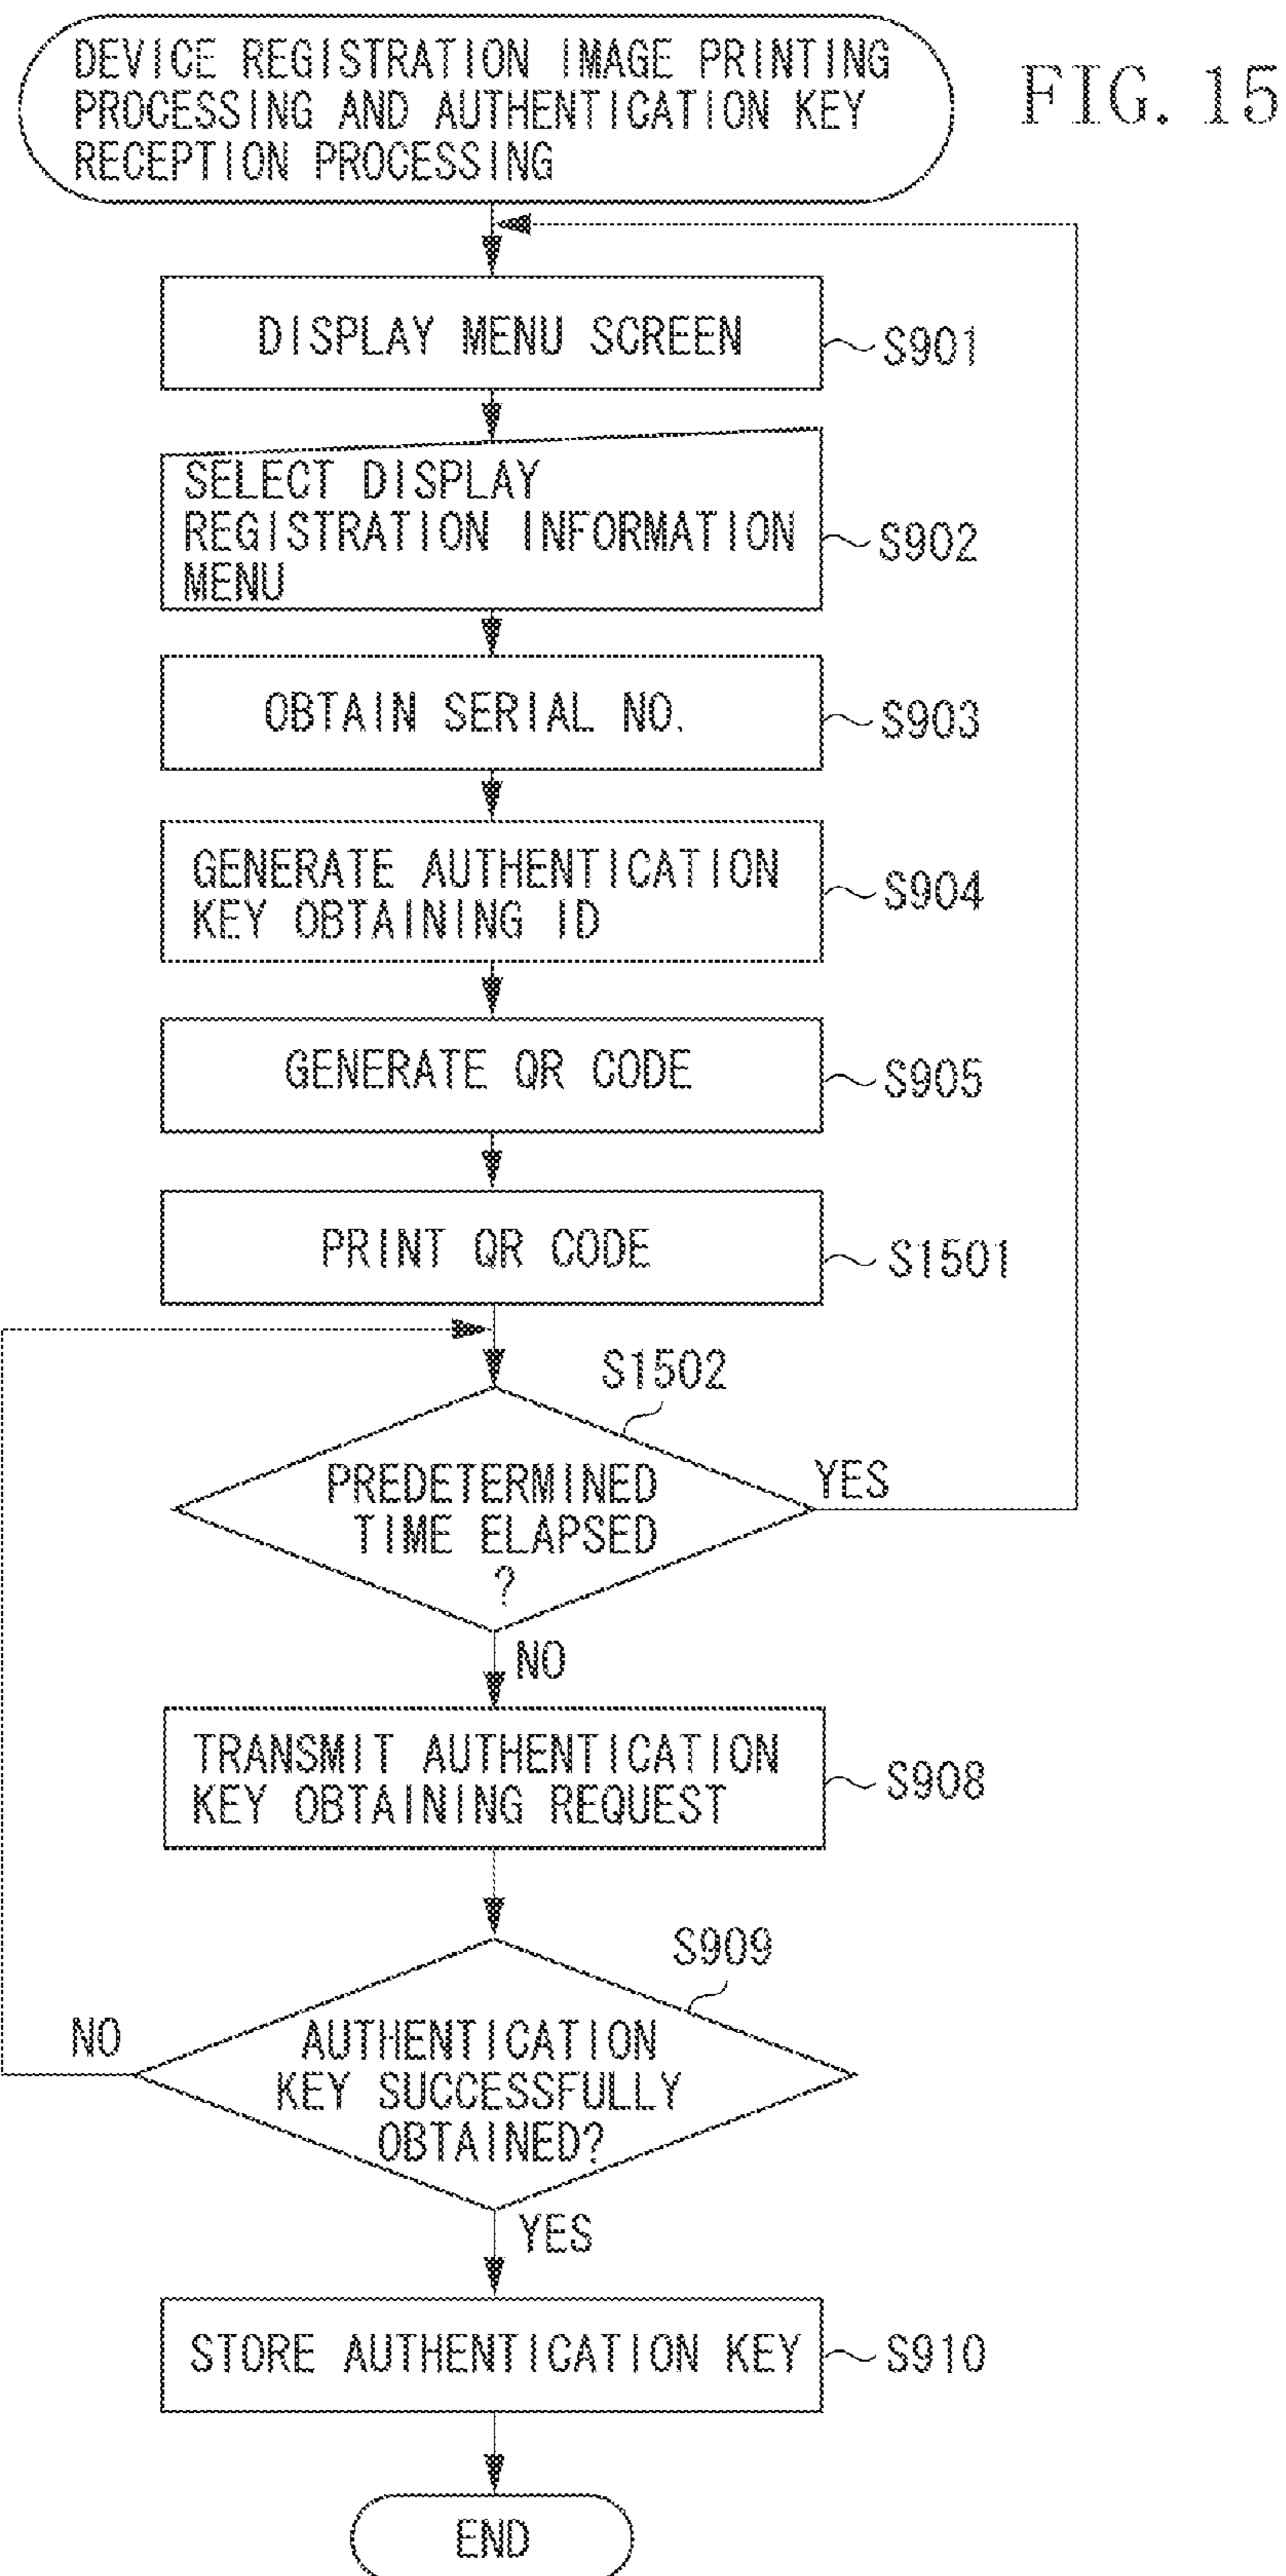 DEVICE REGISTRATION IMAGE PRINTING
PROCESSING AND AUTHENTICATION KEY
RECEPTION PROCESSING
FIG. 15
DISPLAY MENU SCREEN
S901
SELECT DISPLAY
REGISTRATION INFORMATION
MENU
S902
OBTAIN SERIAL NO.
S903
GENERATE AUTHENTICATION
KEY OBTAINING ID
S904
GENERATE QR CODE
S905
PRINT QR CODE
S1501
S1502
PREDETERMINED
TIME ELAPSED
?
YES
NO
TRANSMIT AUTHENTICATION
KEY OBTAINING REQUEST
S908
S909
AUTHENTICATION
KEY SUCCESSFULLY
OBTAINED?
NO
YES
STORE AUTHENTICATION KEY
S910
END